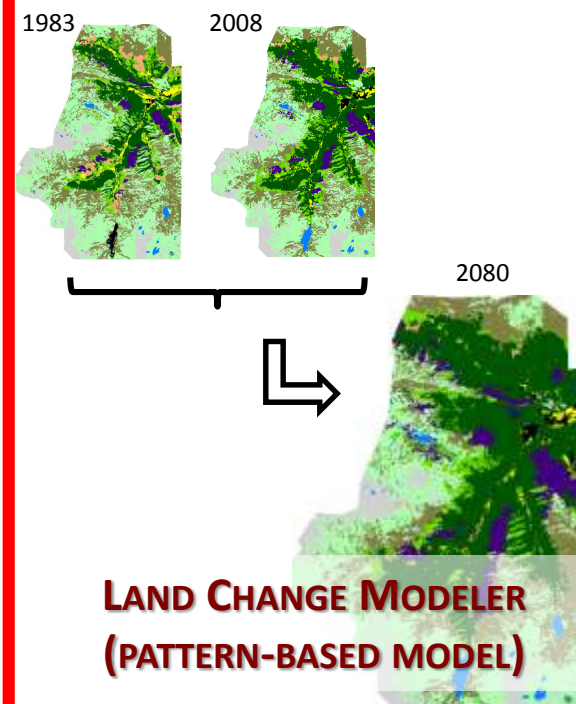 1983
2008
2080
LAND CHANGE MODELER
(PATTERN-BASED MODEL)